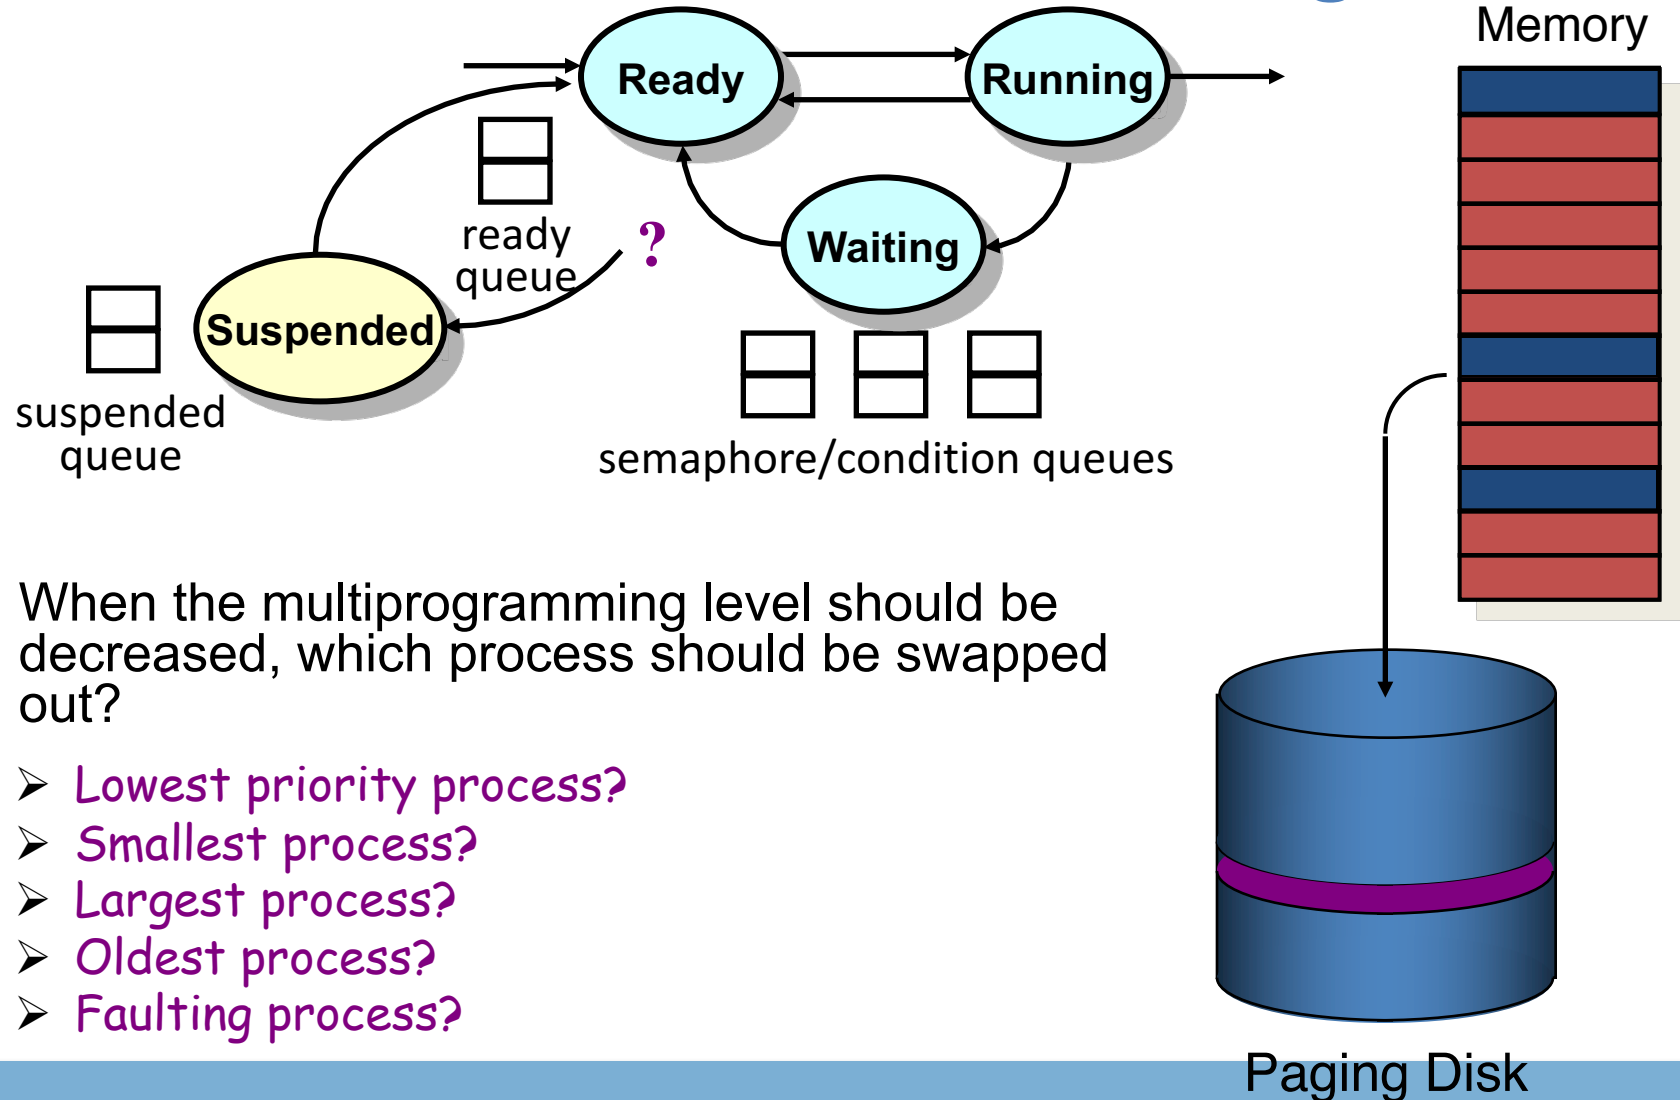 Memory
Ready
Running
ready
queue
?
Waiting
Suspended
suspended
queue
semaphore/condition queues
When the multiprogramming level should be
decreased, which process should be swapped
out?
➢ Lowest priority process?
➢ Smallest process?
➢ Largest process?
➢ Oldest process?
➢ Faulting process?
Paging Disk